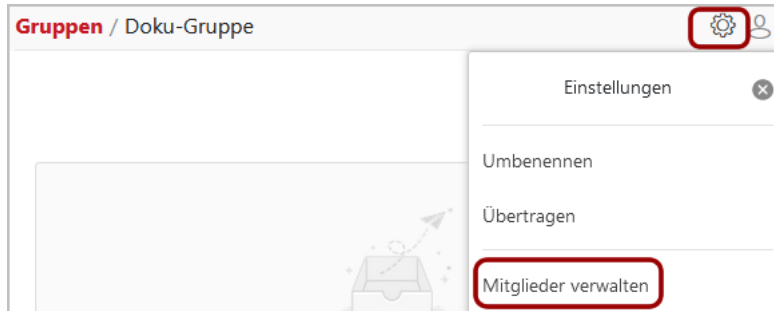 Gruppen / Doku-Gruppe
Einstellungen
Umbenennen
Übertragen
Mitglieder verwalten